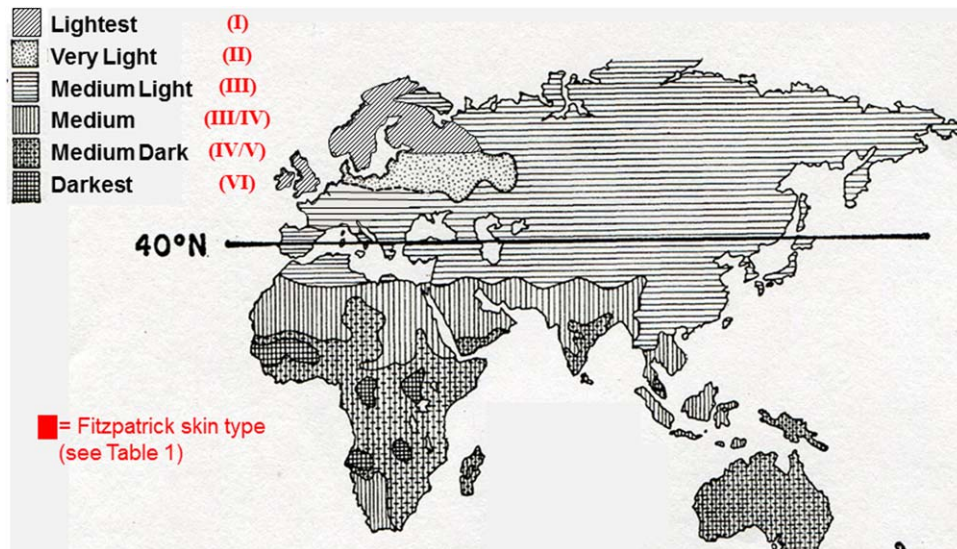 Lightest (I)
Very Light (II)
Medium Light (III)
Medium (III/IV)
Medium Dark (IV/V)
Darkest (VI)
40°N
= Fitzpatrick skin type
(see Table 1)